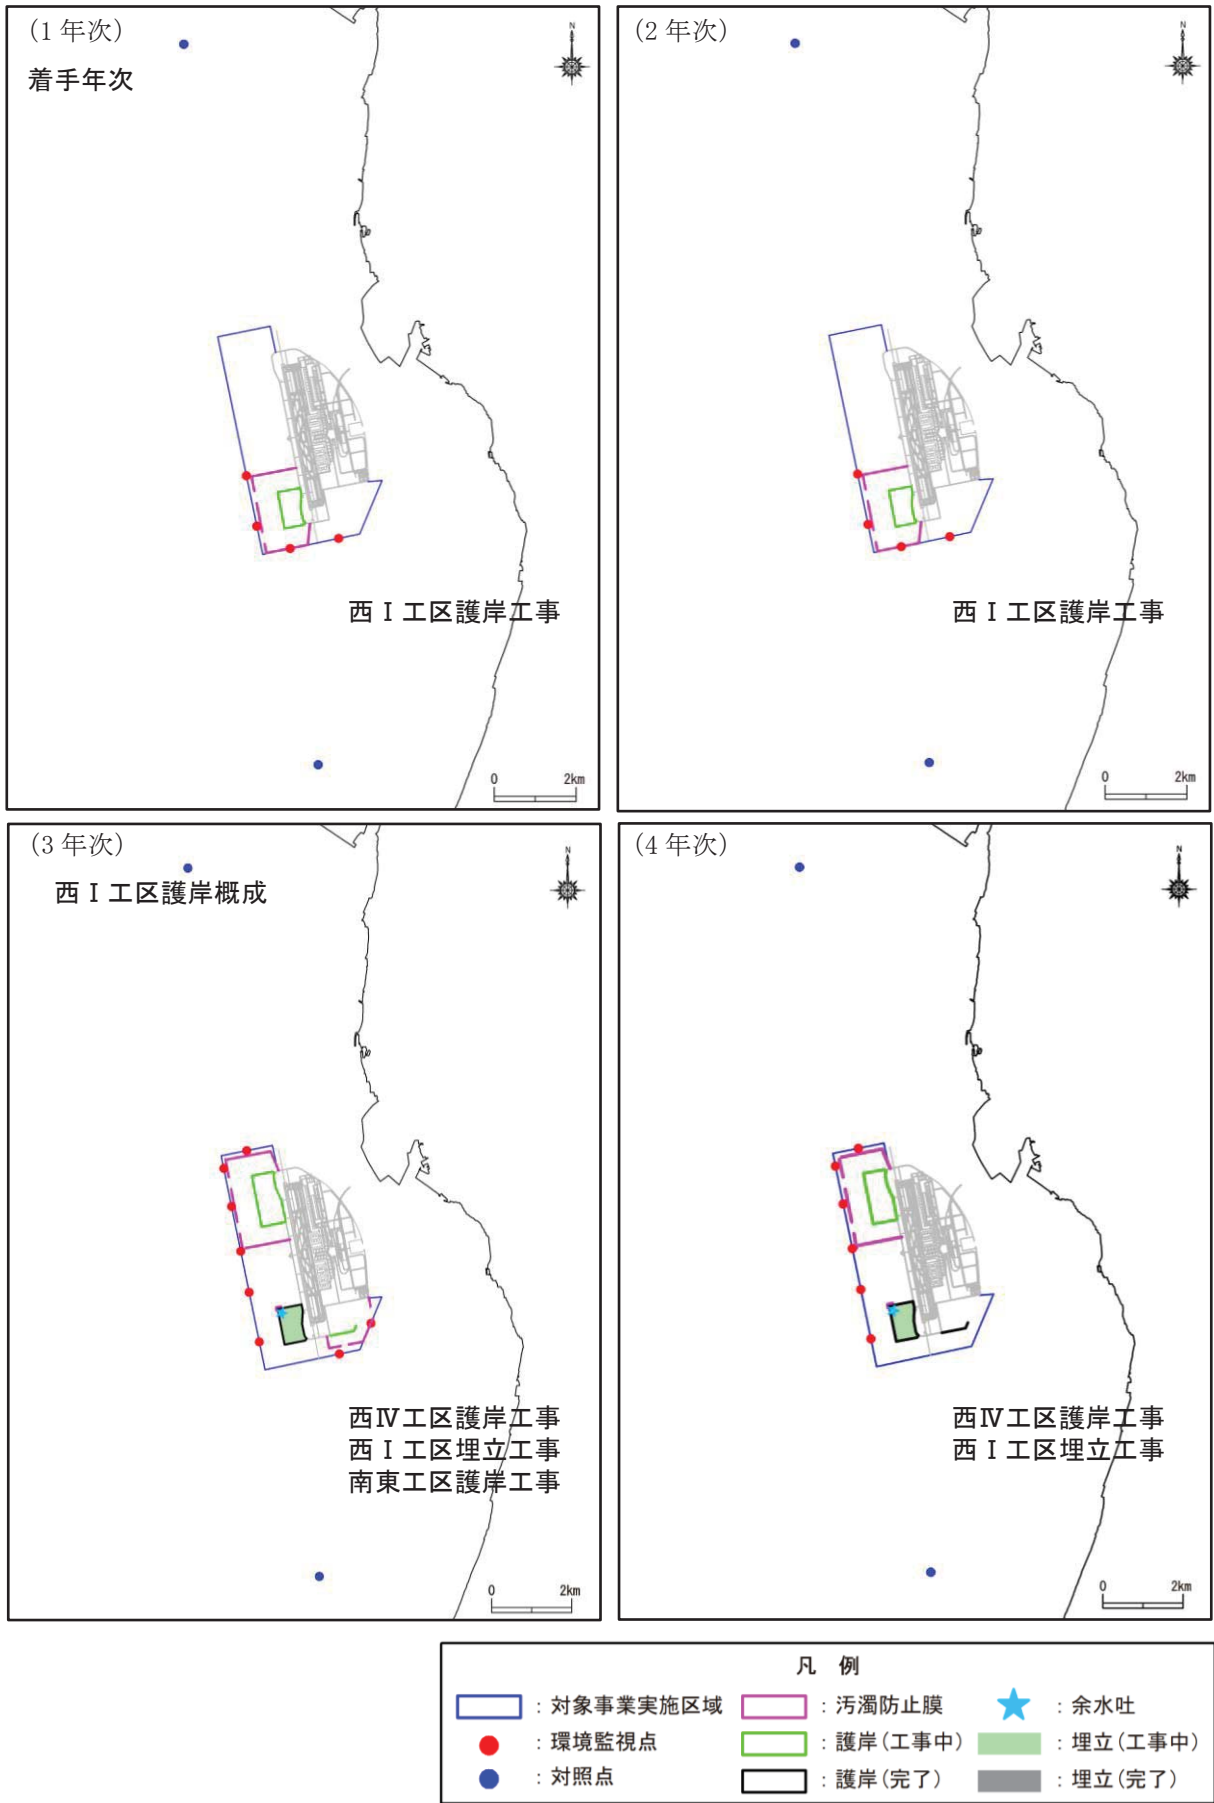 (1 年次)
着手年次
N
西Ⅰ工区護岸工事
0 2km
(2 年次)
N
西Ⅰ工区護岸工事
0 2km
(3 年次)
西Ⅰ工区護岸概成
N
西Ⅳ工区護岸工事
西Ⅰ工区埋立工事
南東工区護岸工事
0 2km
(4 年次)
N
西Ⅳ工区護岸工事
西Ⅰ工区埋立工事
0 2km
凡 例
：対象事業実施区域 ：汚濁防止膜 ：余水吐
：環境監視点 ：護岸(工事中) ：埋立(工事中)
：対照点 ：護岸(完了) ：埋立(完了)